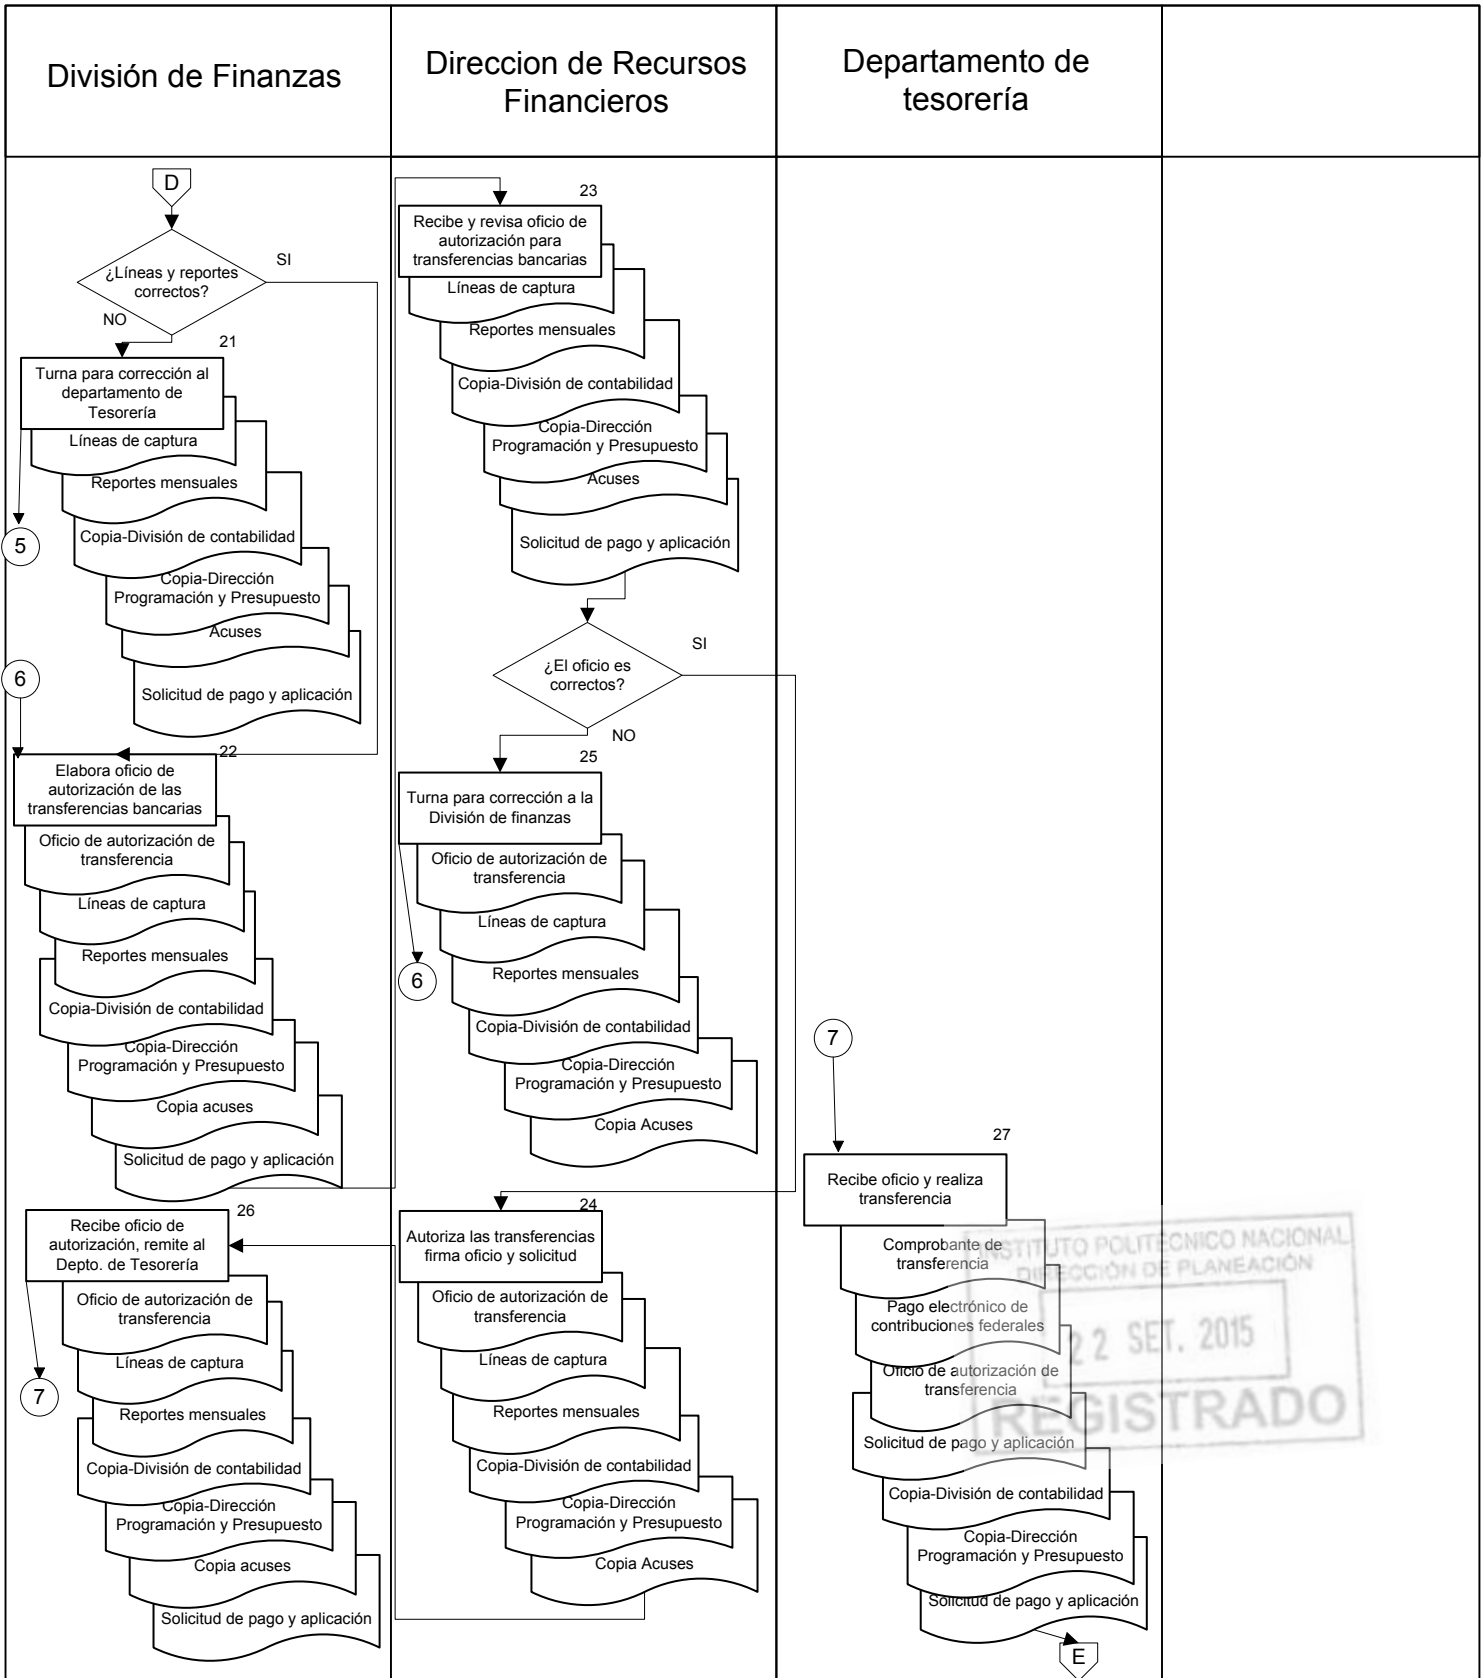 División de Finanzas
Direccion de Recursos
Financieros
Departamento de
tesorería
D
¿Líneas y reportes
correctos?
SI
NO
21
Turna para corrección al
departamento de
Tesorería
Líneas de captura
Reportes mensuales
Copia-División de contabilidad
Copia-Dirección
Programación y Presupuesto
Acuses
Solicitud de pago y aplicación
5
6
22
Elabora oficio de
autorización de las
transferencias bancarias
Oficio de autorización de
transferencia
Líneas de captura
Reportes mensuales
Copia-División de contabilidad
Copia-Dirección
Programación y Presupuesto
Copia acuses
Solicitud de pago y aplicación
26
Recibe oficio de
autorización, remite al
Depto. de Tesorería
Oficio de autorización de
transferencia
Líneas de captura
7
Reportes mensuales
Copia-División de contabilidad
Copia-Dirección
Programación y Presupuesto
Copia acuses
Solicitud de pago y aplicación
23
Recibe y revisa oficio de
autorización para
transferencias bancarias
Líneas de captura
Reportes mensuales
Copia-División de contabilidad
Copia-Dirección
Programación y Presupuesto
Acuses
Solicitud de pago y aplicación
¿El oficio es
correctos?
SI
NO
25
Turna para corrección a la
División de finanzas
Oficio de autorización de
transferencia
Líneas de captura
Reportes mensuales
6
Copia-División de contabilidad
Copia-Dirección
Programación y Presupuesto
Copia Acuses
24
Autoriza las transferencias
firma oficio y solicitud
Oficio de autorización de
transferencia
Líneas de captura
Reportes mensuales
Copia-División de contabilidad
Copia-Dirección
Programación y Presupuesto
Copia Acuses
7
27
Recibe oficio y realiza
transferencia
Comprobante de
transferencia
Pago electrónico de
contribuciones federales
Oficio de autorización de
transferencia
Solicitud de pago y aplicación
Copia-División de contabilidad
Copia-Dirección
Programación y Presupuesto
Solicitud de pago y aplicación
E
INSTITUTO POLITÉCNICO NACIONAL
DIRECCIÓN DE PLANEACIÓN
22 SET. 2015
REGISTRADO